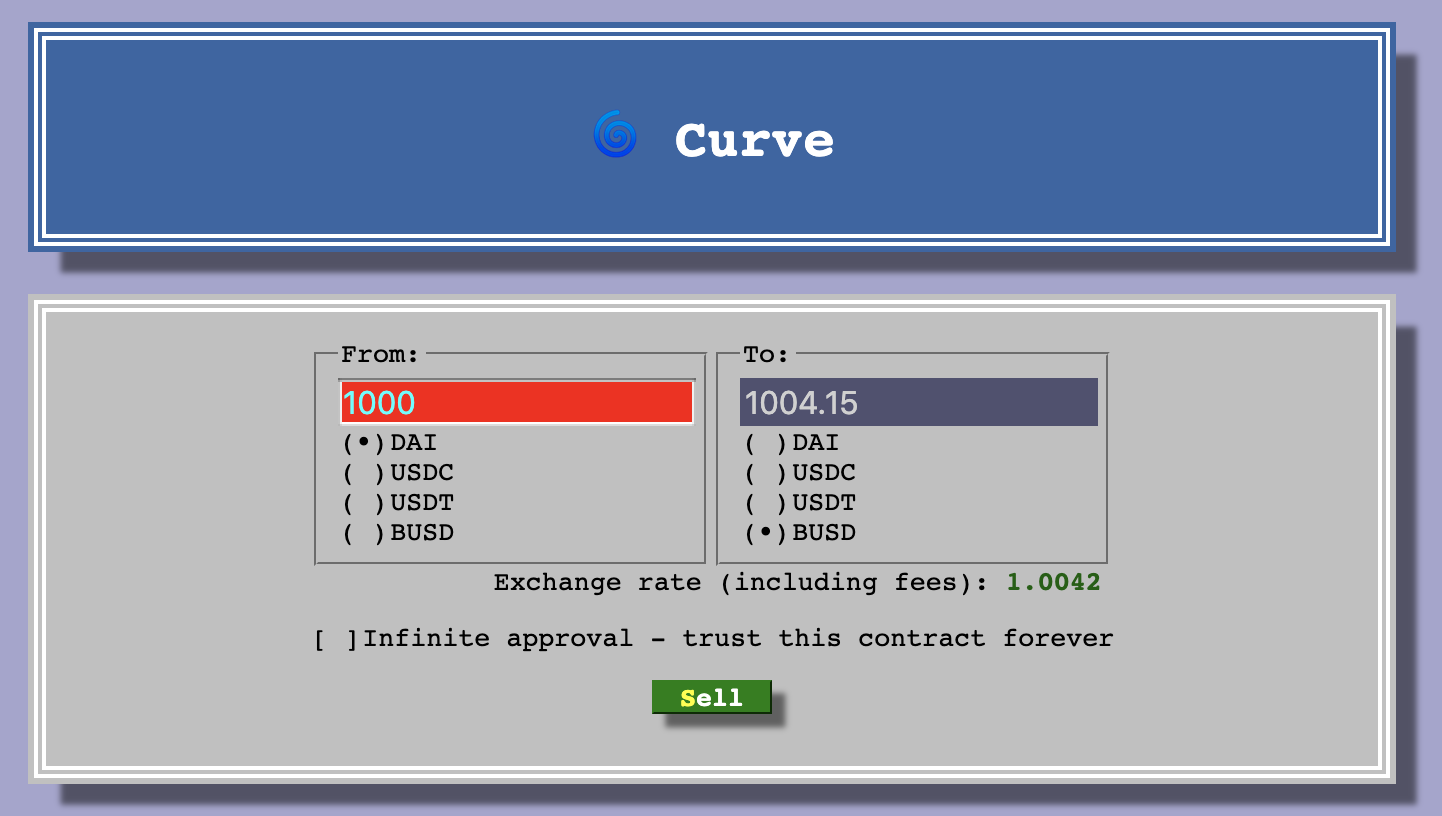 🌀 Curve
From:
1000
(•)DAI
( )USDC
( )USDT
( )BUSD
To:
1004.15
( )DAI
( )USDC
( )USDT
(•)BUSD
Exchange rate (including fees): 1.0042
[ ]Infinite approval - trust this contract forever
Sell